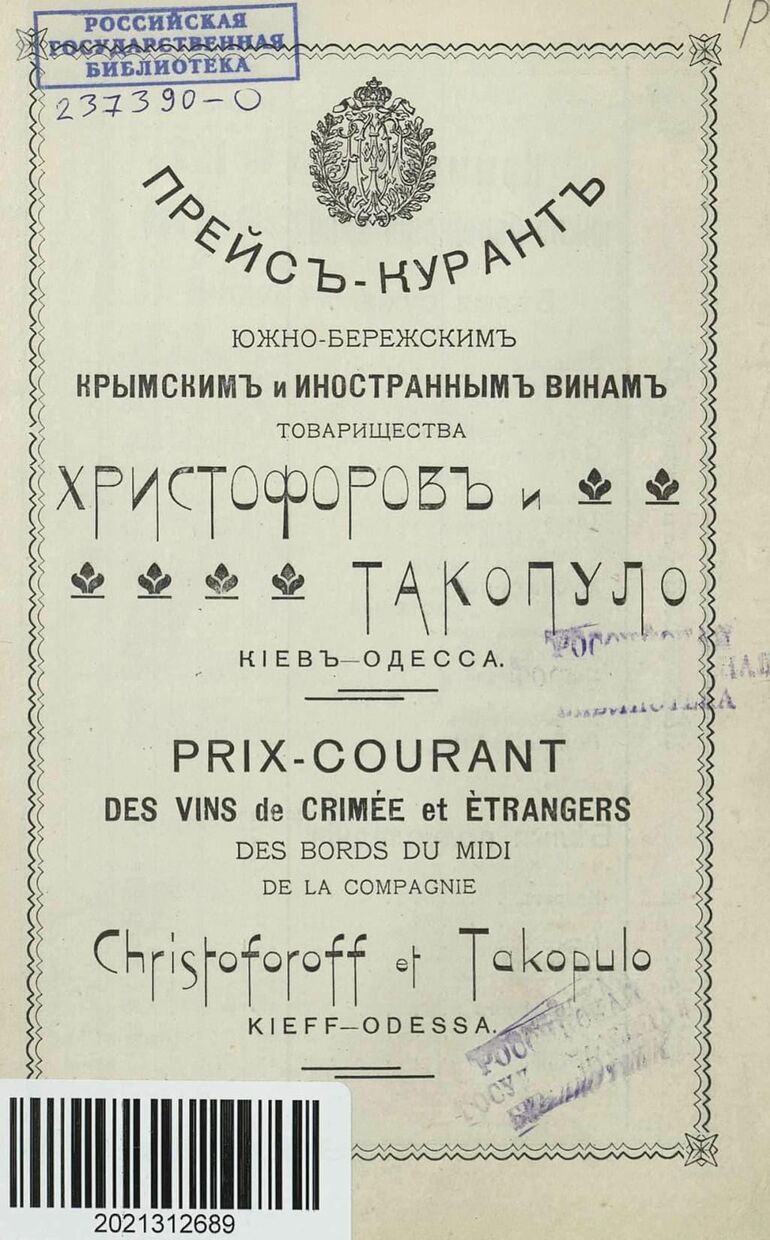 РОССИЙСКАЯ
ГОСУДАРСТВЕННАЯ
БИБЛИОТЕКА
237390-О
ПРЕЙСЪ-КУРАНТЪ
ЮЖНО-БЕРЕЖСКИМЪ
КРЫМСКИМЪ и ИНОСТРАННЫМЪ ВИНАМЪ
ТОВАРИЩЕСТВА
ХРИСТОФОРОВЪ и
ТАКОПУЛО
КІЕВЪ—ОДЕССА.
PRIX-COURANT
DES VINS de CRIMÉE et ÈTRANGERS
DES BORDS DU MIDI
DE LA COMPAGNIE
Christoforoff et Takopulo
KIEFF—ODESSA.
2021312689